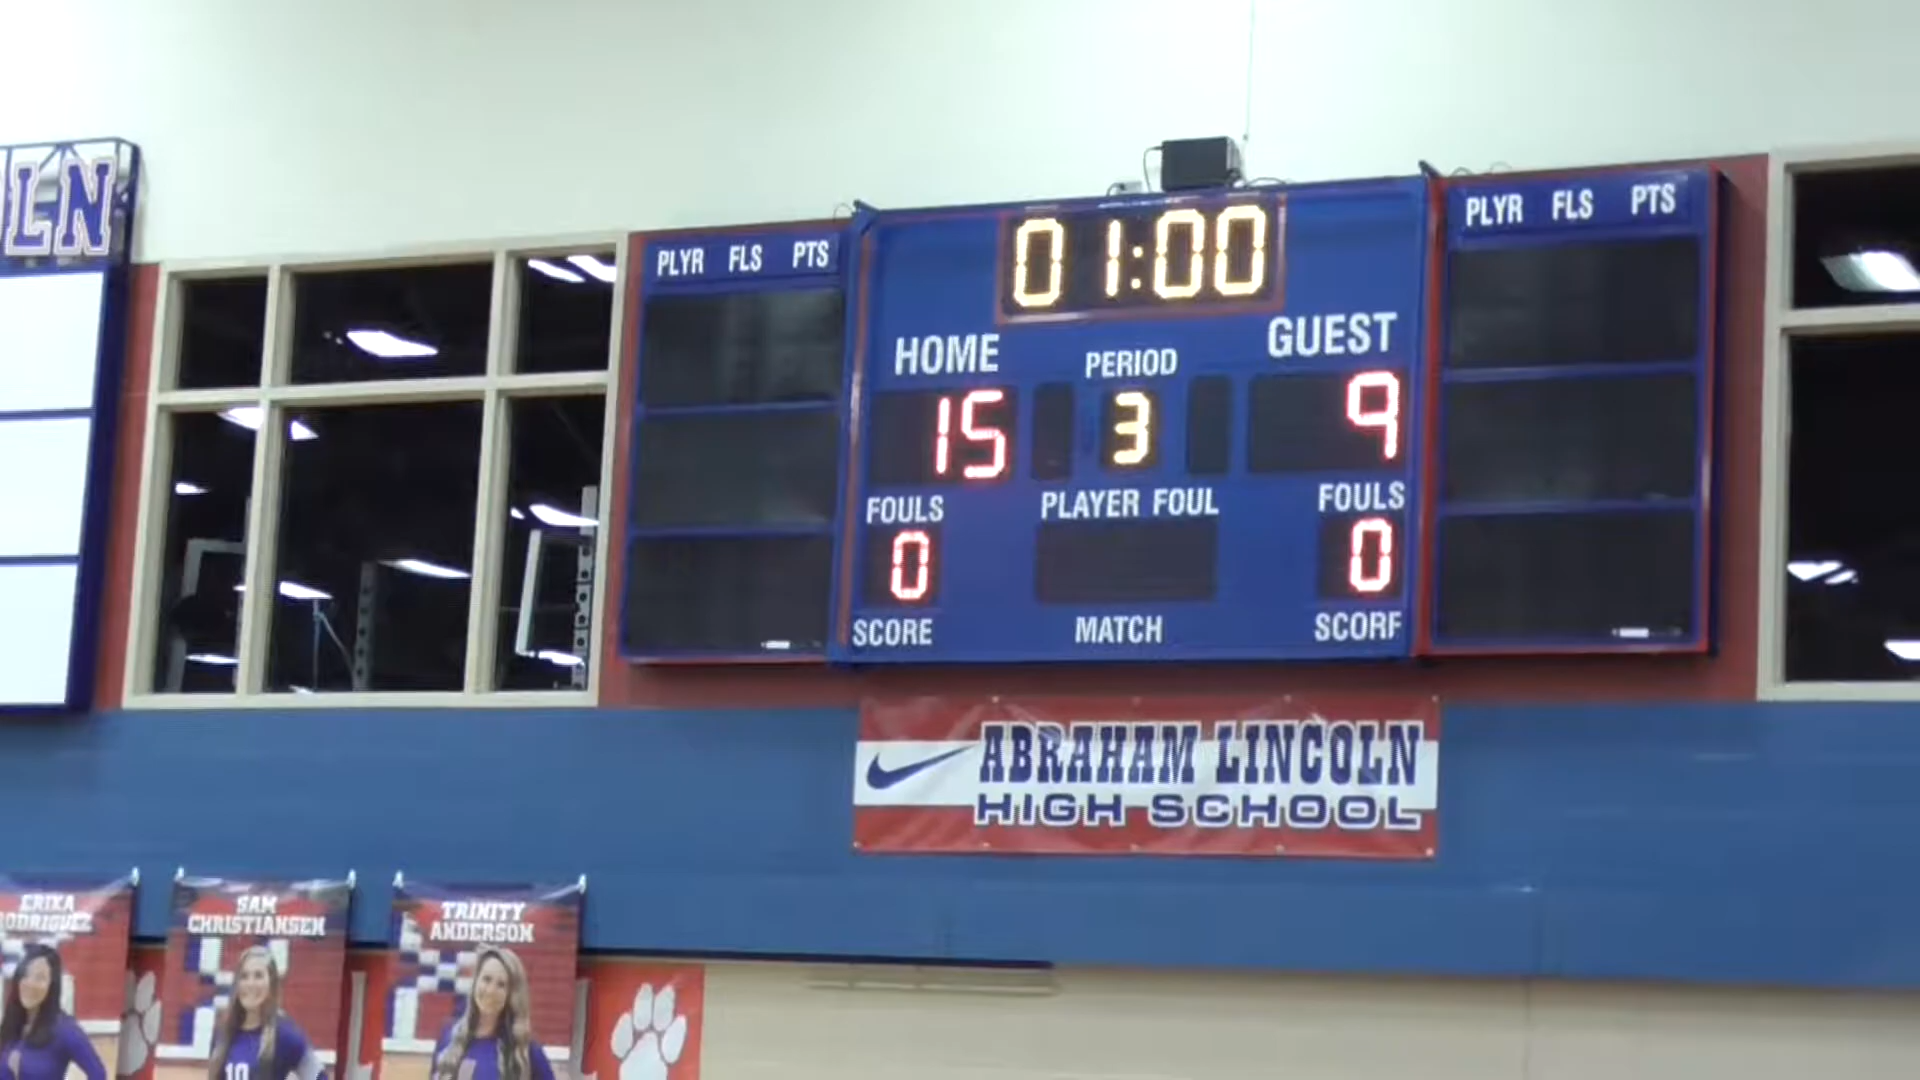 LN
PLYR FLS PTS
01:00
PLYR FLS PTS
HOME
PERIOD
GUEST
15
3
9
FOULS
PLAYER FOUL
FOULS
0
0
SCORE
MATCH
SCORE
ABRAHAM LINCOLN
HIGH SCHOOL
ERIKA
RODRIGUEZ
SAM
CHRISTIANSEN
10
TRINITY
ANDERSON